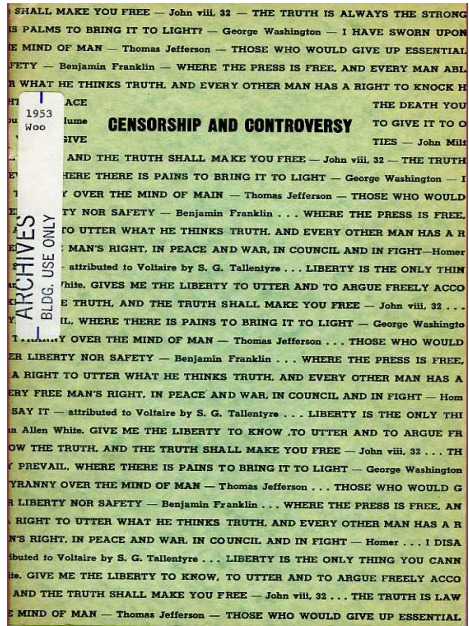 SHALL MAKE YOU FREE — John viii, 32 — THE TRUTH IS ALWAYS THE STRONG
IS PALMS TO BRING IT TO LIGHT? — George Washington — I HAVE SWORN UPON
E MIND OF MAN — Thomas Jefferson — THOSE WHO WOULD GIVE UP ESSENTIAL
FETY — Benjamin Franklin — WHERE THE PRESS IS FREE, AND EVERY MAN ABL
R WHAT HE THINKS TRUTH, AND EVERY OTHER MAN HAS A RIGHT TO KNOCK H
ACE THE DEATH YOU
lume TO GIVE IT TO O
CENSORSHIP AND CONTROVERSY
GIVE TIES — John Milt
1953
Woo
ARCHIVES
BLDG. USE ONLY
AND THE TRUTH SHALL MAKE YOU FREE — John viii, 32 — THE TRUTH
HERE THERE IS PAINS TO BRING IT TO LIGHT — George Washington — I
OVER THE MIND OF MAIN — Thomas Jefferson — THOSE WHO WOULD
TY NOR SAFETY — Benjamin Franklin . . . WHERE THE PRESS IS FREE,
TO UTTER WHAT HE THINKS TRUTH, AND EVERY OTHER MAN HAS A R
MAN'S RIGHT, IN PEACE AND WAR, IN COUNCIL AND IN FIGHT—Homer
— attributed to Voltaire by S. G. Tallentyre . . . LIBERTY IS THE ONLY THIN
hite. GIVES ME THE LIBERTY TO UTTER AND TO ARGUE FREELY ACCO
E TRUTH, AND THE TRUTH SHALL MAKE YOU FREE — John viii, 32 . . .
IL, WHERE THERE IS PAINS TO BRING IT TO LIGHT — George Washingto
TYRANNY OVER THE MIND OF MAN — Thomas Jefferson . . . THOSE WHO WOULD
ER LIBERTY NOR SAFETY — Benjamin Franklin . . . WHERE THE PRESS IS FREE,
A RIGHT TO UTTER WHAT HE THINKS TRUTH, AND EVERY OTHER MAN HAS A
ERY FREE MAN'S RIGHT, IN PEACE AND WAR, IN COUNCIL AND IN FIGHT — Hom
SAY IT — attributed to Voltaire by S. G. Tallentyre . . . LIBERTY IS THE ONLY THI
n Allen White. GIVE ME THE LIBERTY TO KNOW ,TO UTTER AND TO ARGUE FR
OW THE TRUTH, AND THE TRUTH SHALL MAKE YOU FREE — John viii, 32 . . . TH
Y PREVAIL, WHERE THERE IS PAINS TO BRING IT TO LIGHT — George Washington
TYRANNY OVER THE MIND OF MAN — Thomas Jefferson . . . THOSE WHO WOULD G
R LIBERTY NOR SAFETY — Benjamin Franklin . . . WHERE THE PRESS IS FREE, AN
RIGHT TO UTTER WHAT HE THINKS TRUTH, AND EVERY OTHER MAN HAS A R
N'S RIGHT, IN PEACE AND WAR, IN COUNCIL AND IN FIGHT — Homer . . . I DISA
ibuted to Voltaire by S. G. Tallentyre . . . LIBERTY IS THE ONLY THING YOU CANN
ite. GIVE ME THE LIBERTY TO KNOW, TO UTTER AND TO ARGUE FREELY ACCO
AND THE TRUTH SHALL MAKE YOU FREE — John viii, 32 . . . THE TRUTH IS LAW
E MIND OF MAN — Thomas Jefferson — THOSE WHO WOULD GIVE UP ESSENTIAL